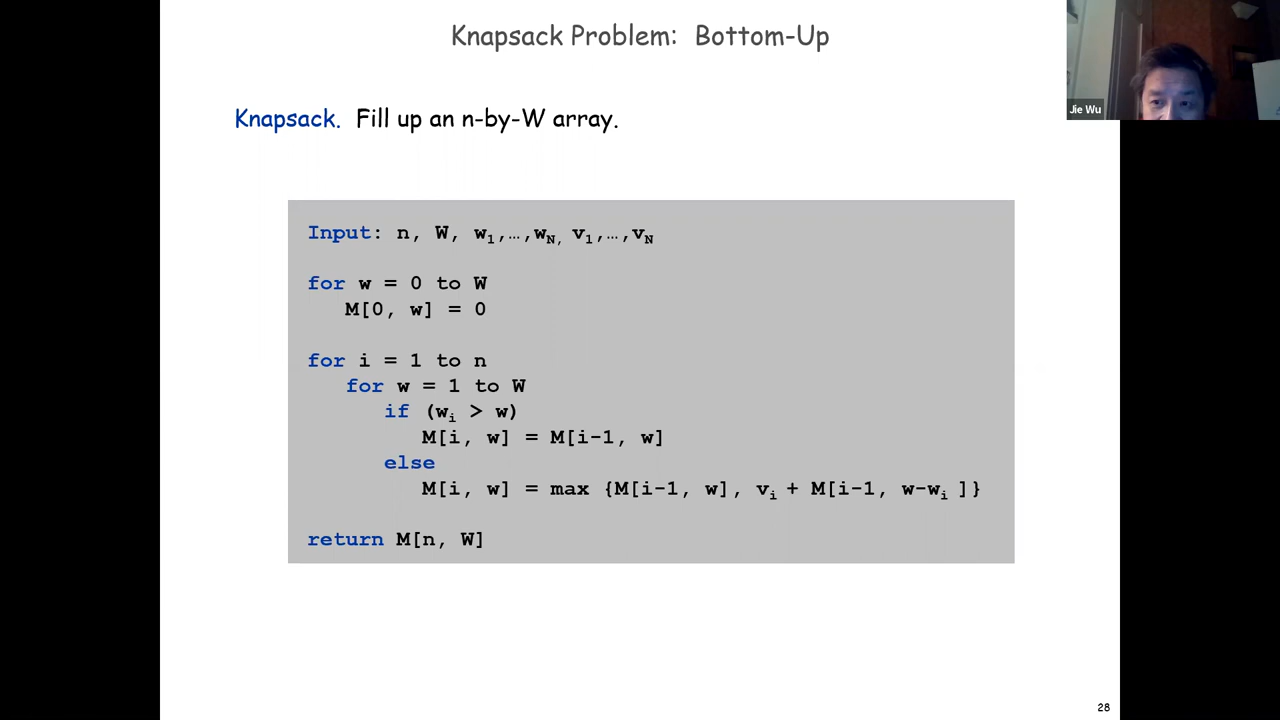 Knapsack Problem: Bottom-Up
Jie Wu
Knapsack. Fill up an n-by-W array.
Input: n, W, w1,…,wN, v1,…,vN
for w = 0 to W
M[0, w] = 0
for i = 1 to n
for w = 1 to W
if (wi > w)
M[i, w] = M[i-1, w]
else
M[i, w] = max {M[i-1, w], vi + M[i-1, w-wi ]}
return M[n, W]
28